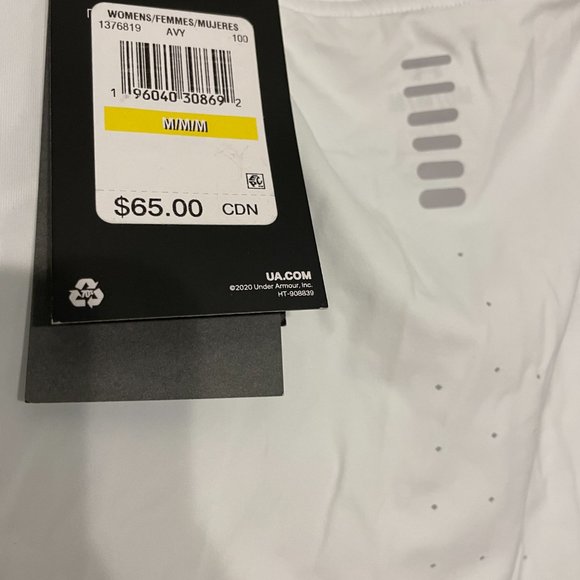 WOMENS/FEMMES/MUJERES
1376819 AVY 100
1 96040 30869 2
M/M/M
$65.00 CDN
UA.COM
©2020 Under Armour, Inc.
HT-908839